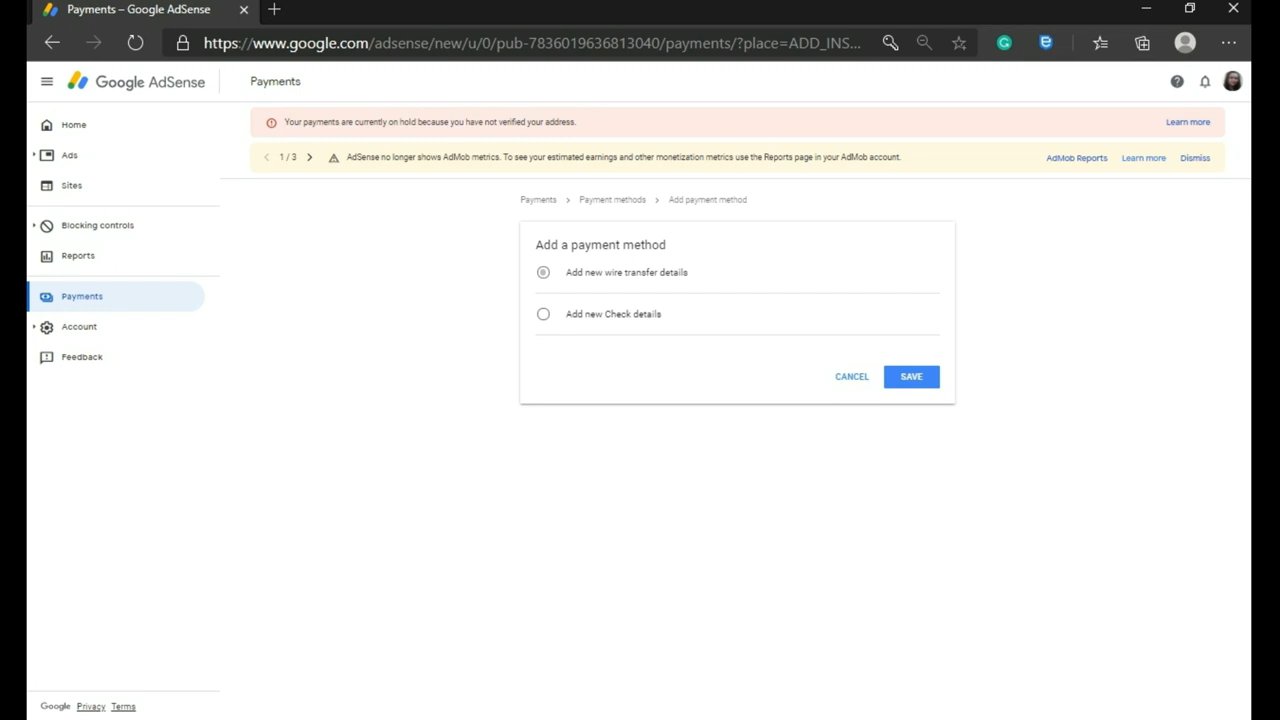 Payments – Google AdSense
https://www.google.com/adsense/new/u/0/pub-7836019636813040/payments/?place=ADD_INS...
Google AdSense
Payments
Home
Ads
Sites
Blocking controls
Reports
Payments
Account
Feedback
Your payments are currently on hold because you have not verified your address.
Learn more
1 / 3
AdSense no longer shows AdMob metrics. To see your estimated earnings and other monetization metrics use the Reports page in your AdMob account.
AdMob Reports
Learn more
Dismiss
Payments > Payment methods > Add payment method
Add a payment method
Add new wire transfer details
Add new Check details
CANCEL
SAVE
Google Privacy Terms